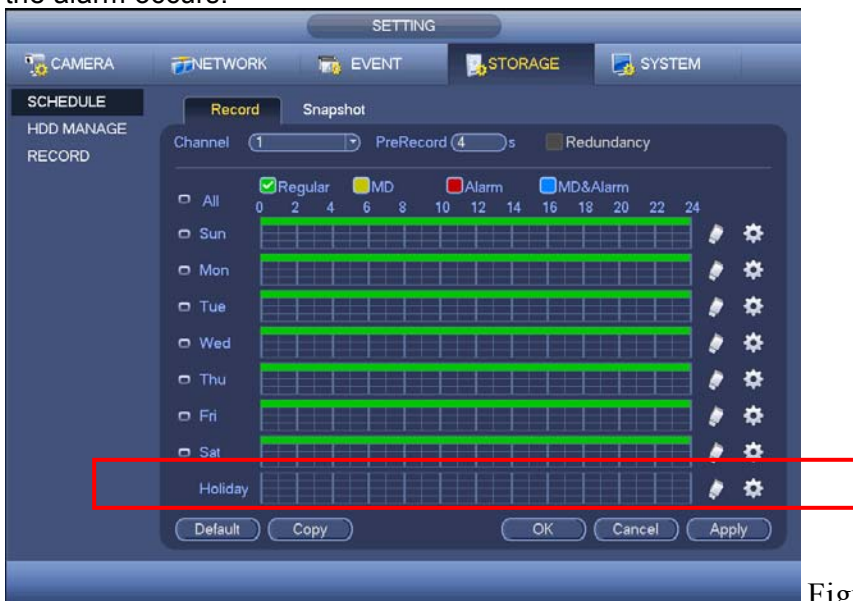 the alarm occurs.
SETTING
CAMERA NETWORK EVENT STORAGE SYSTEM
SCHEDULE
HDD MANAGE
RECORD
Record Snapshot
Channel 1 PreRecord 4 s Redundancy
All Regular MD Alarm MD&Alarm
0 2 4 6 8 10 12 14 16 18 20 22 24
Sun
Mon
Tue
Wed
Thu
Fri
Sat
Holiday
Default Copy OK Cancel Apply